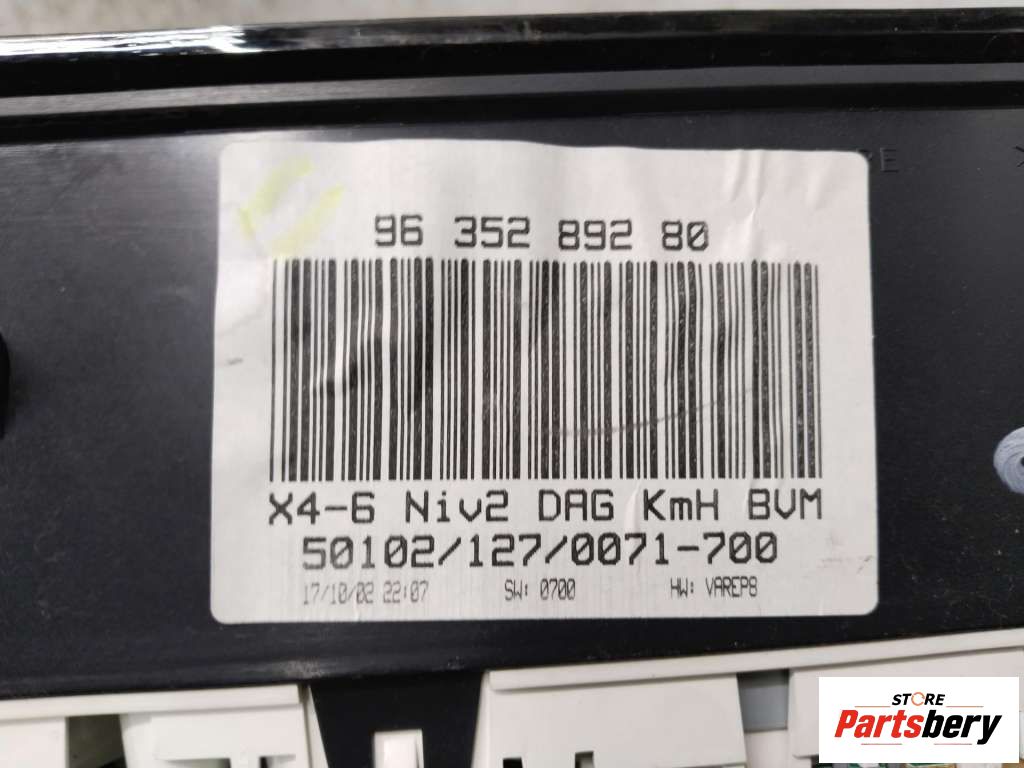 96 352 892 80
X4-6 Niv2 DAG KmH BVM
50102/127/0071-700
17/10/02 22:07 SW: 0700 HW: VAREP8
STORE
Partsbery